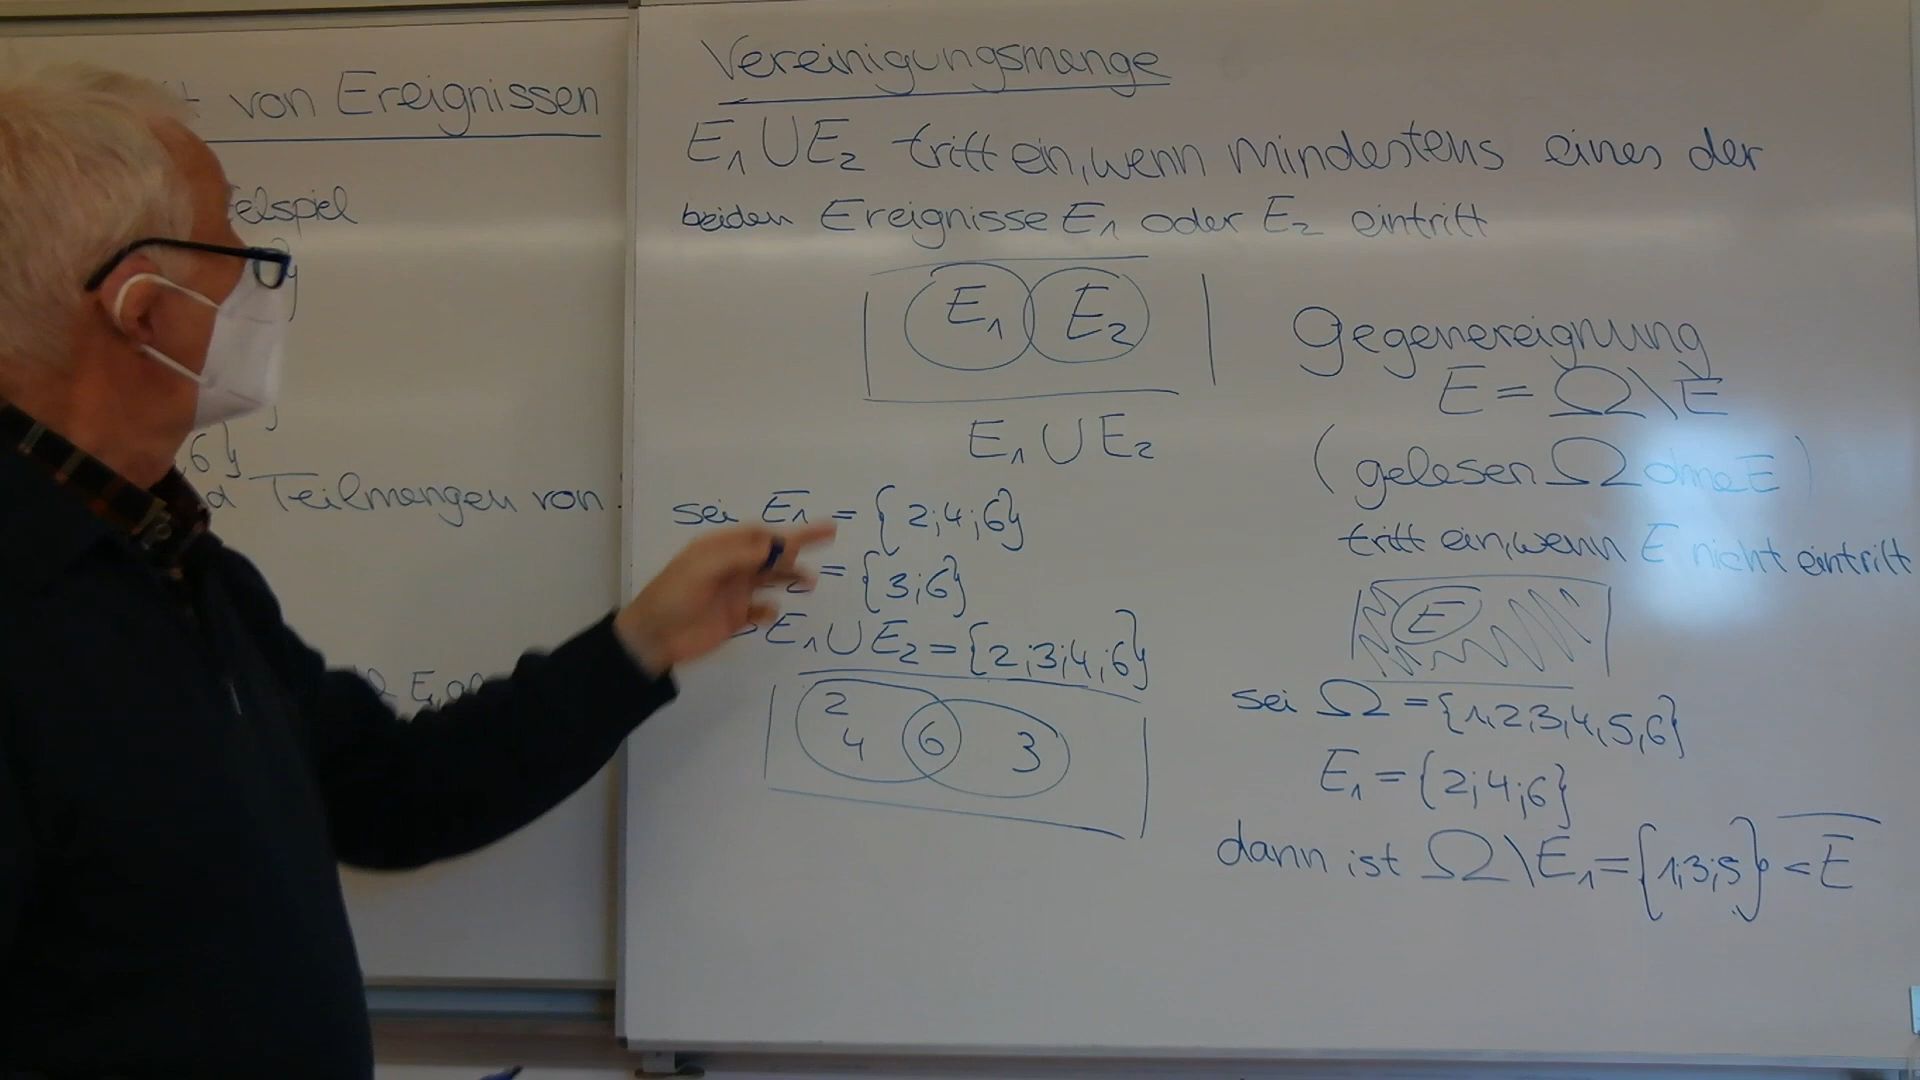 von Ereignissen
elspiel
6}
Teilmengen von
Vereinigungsmenge
E₁ ∪ E₂ tritt ein, wenn mindestens eines der
beiden Ereignisse E₁ oder E₂ eintritt
E₁ E₂
E₁ ∪ E₂
sei E₁ = {2;4;6}
₂ = {3;6}
E₁ ∪ E₂ = {2;3;4;6}
2
4 6 3
Gegenereignung
E = Ω \ E
(gelesen Ω ohne E)
tritt ein, wenn E nicht eintritt
E
sei Ω = {1,2,3,4,5,6}
E₁ = {2;4;6}
dann ist Ω \ E₁ = {1;3;5} = E̅